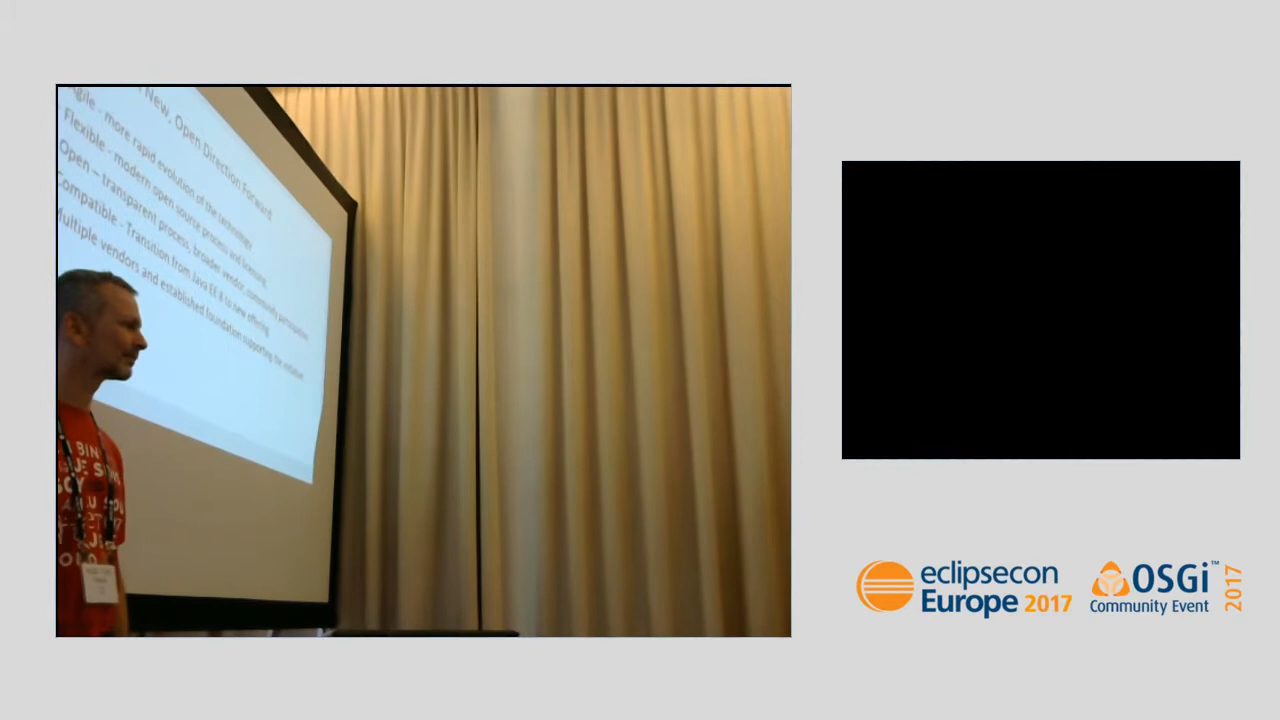 New, Open Direction Forward
Agile - more rapid evolution of the technology
Flexible - modern open source process and licensing
Open – transparent process, broader vendor, community participation
Compatible - Transition from Java EE 8 to new offering
Multiple vendors and established foundation supporting the initiative
BIN
eclipsecon
Europe 2017
OSGi™
Community Event
2017